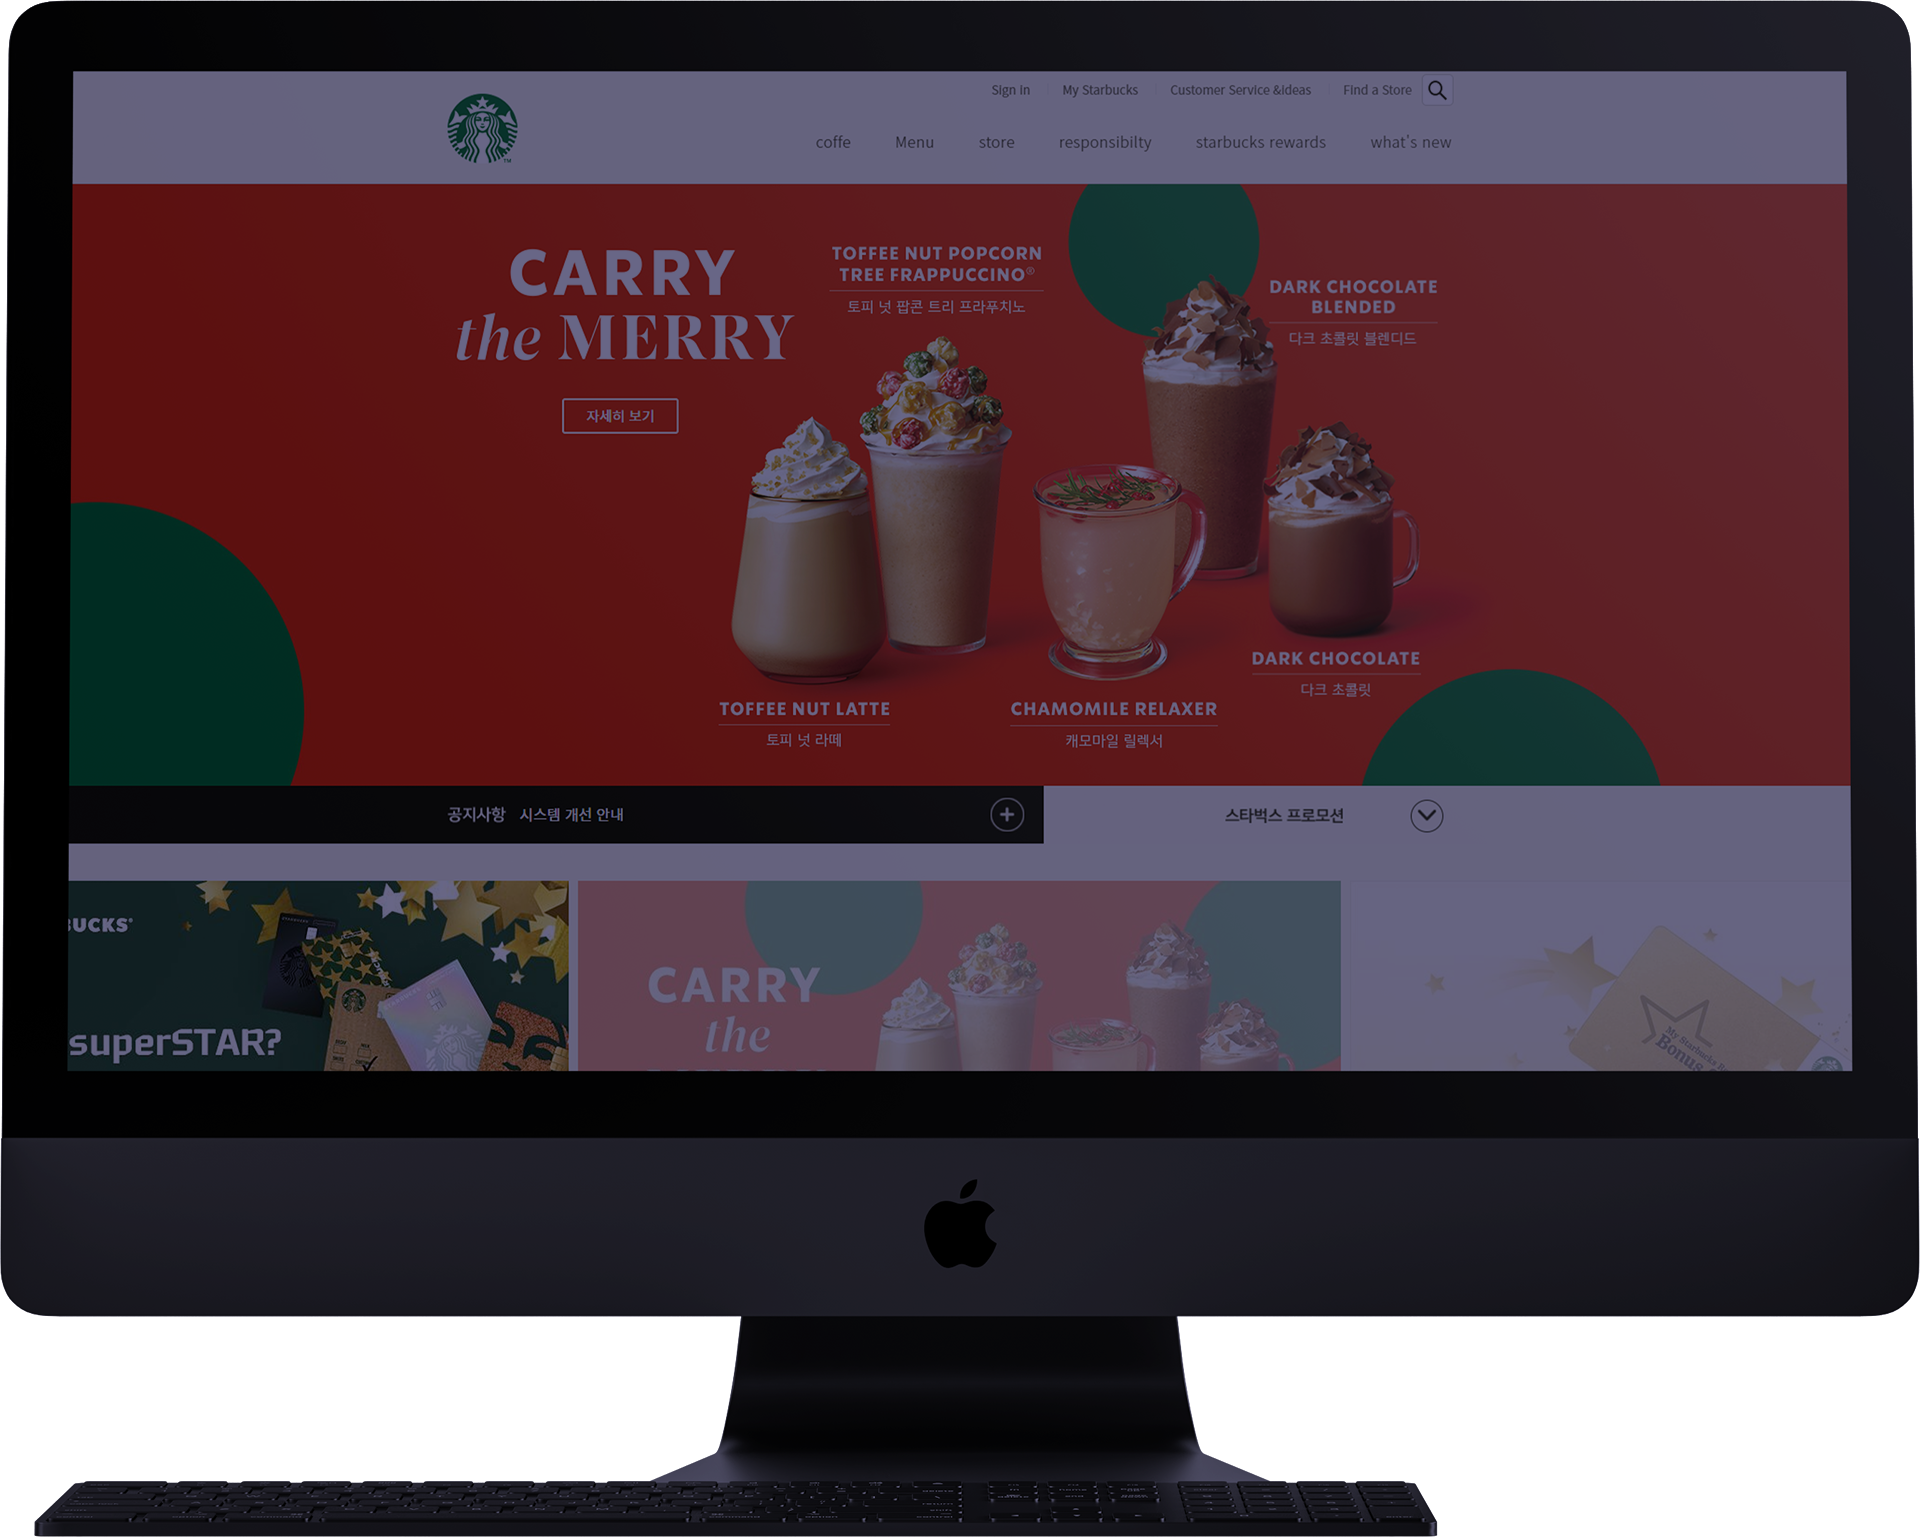 Sign in
My Starbucks
Customer Service &Ideas
Find a Store
coffe
Menu
store
responsibilty
starbucks rewards
what's new
CARRY
the MERRY
자세히 보기
TOFFEE NUT POPCORN
TREE FRAPPUCCINO®
토피 넛 팝콘 트리 프라푸치노
DARK CHOCOLATE
BLENDED
다크 초콜릿 블렌디드
DARK CHOCOLATE
다크 초콜릿
TOFFEE NUT LATTE
토피 넛 라떼
CHAMOMILE RELAXER
캐모마일 릴렉서
공지사항 시스템 개선 안내
스타벅스 프로모션
BUCKS®
superSTAR?
CARRY
the
My Starbucks
Bonus